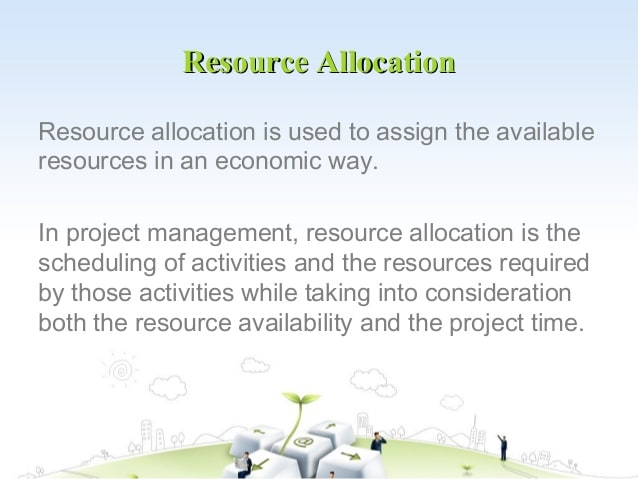 Resource Allocation
Resource allocation is used to assign the available
resources in an economic way.
In project management, resource allocation is the
scheduling of activities and the resources required
by those activities while taking into consideration
both the resource availability and the project time.
@